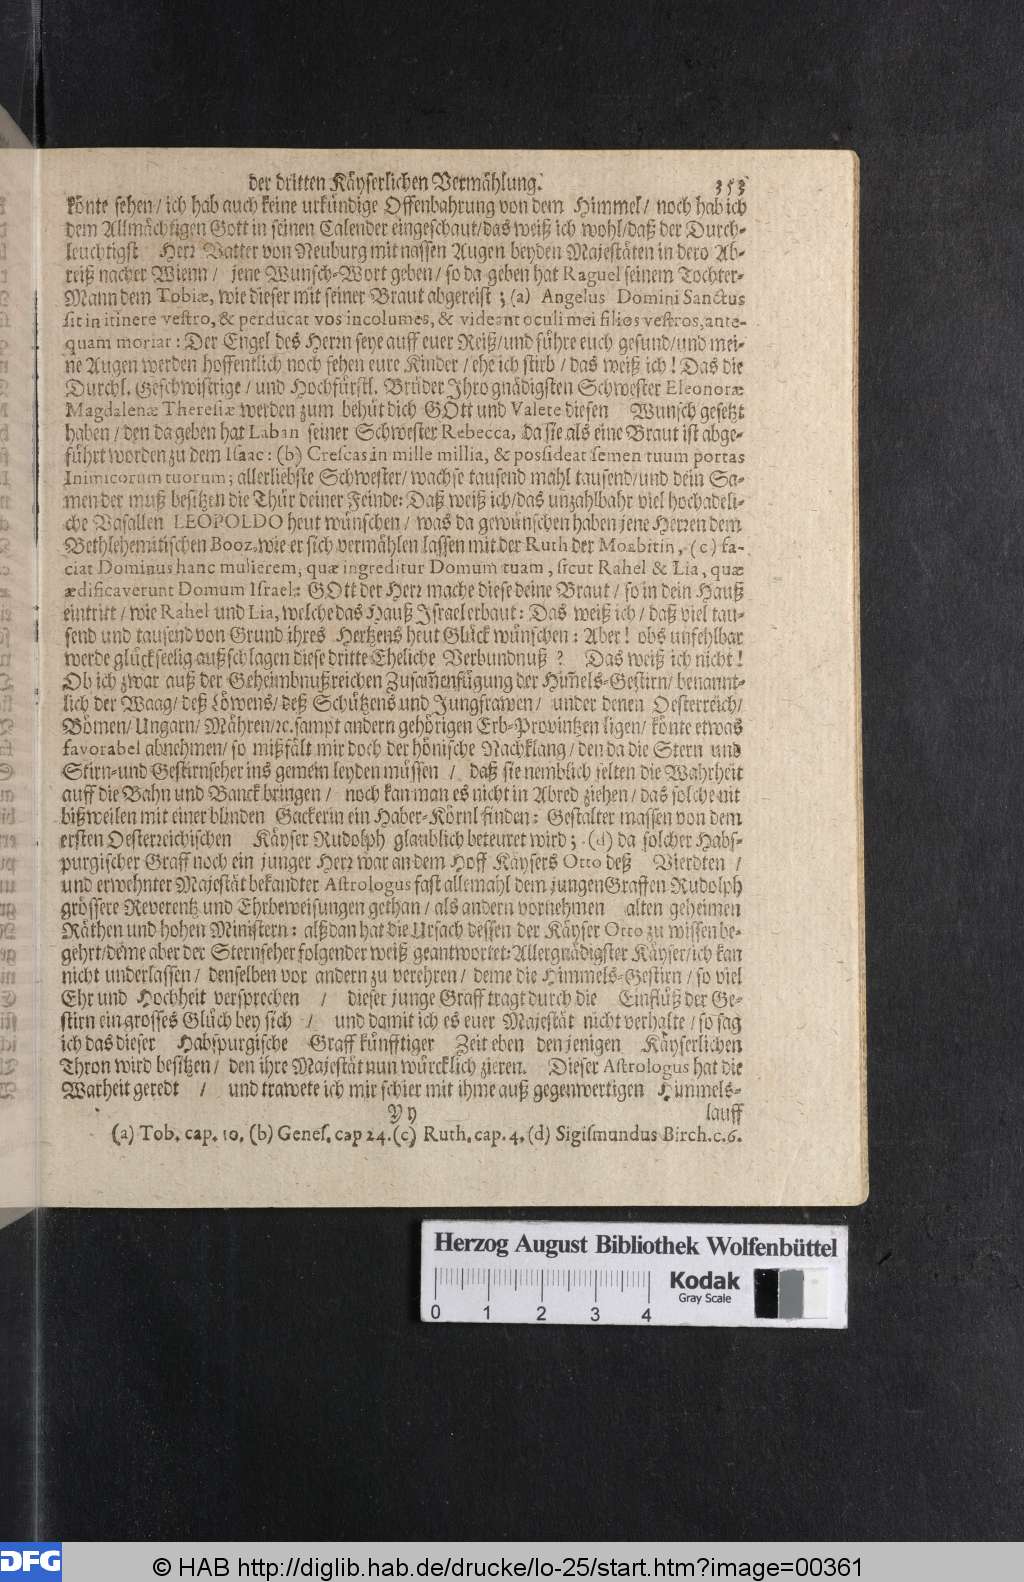 der dritten Käyserlichen Vermählung. 353
könte sehen/ ich hab auch keine urkündige Offenbahrung von dem Himmel/ noch hab ich
dem Allmächtigen Gott in seinen Calender eingeschaut/das weiß ich wohl/daß der Durch-
leuchtigst Herr Vatter von Neuburg mit nassen Augen beyden Majestäten in dero Ab-
reiß nacher Wienn/ jene Wunsch-Wort geben/ so da geben hat Raguel seinem Tochter-
Mann dem Tobiæ, wie dieser mit seiner Braut abgereist; (a) Angelus Domini Sanctus
sit in itinere vestro, & perducat vos incolumes, & videant oculi mei filios vestros, ante-
quam moriar: Der Engel des Herrn seye auff euer Reiß/und führe euch gesund/und mei-
ne Augen werden hoffentlich noch sehen eure Kinder/ ehe ich stirb/ das weiß ich! Das die
Durchl. Geschwistrige/ und Hochfürstl. Brüder Ihro gnädigsten Schwester Eleonoræ
Magdalenæ Theresiæ werden zum behüt dich GOtt und Valete diesen Wunsch gesetzt
haben/ den da geben hat Laban seiner Schwester Rebecca, da sie als eine Braut ist abge-
führt worden zu dem Isaac: (b) Crescas in mille millia, & possideat semen tuum portas
Inimicorum tuorum; allerliebste Schwester/ wachse tausend mahl tausend/und dein Sa-
men der muß besitzen die Thür deiner Feinde: Daß weiß ich/das unzahlbahr viel hochadeli-
che Vasallen LEOPOLDO heut wünschen/ was da gewünschen haben jene Herren dem
Bethlehemitischen Booz, wie er sich vermählen lassen mit der Ruth der Moabitin, (c) fa-
ciat Dominus hanc mulierem, quæ ingreditur Domum tuam, sicut Rahel & Lia, quæ
ædificaverunt Domum Israel: GOtt der Herr mache diese deine Braut/ so in dein Hauß
eintritt/ wie Rahel und Lia, welche das Hauß Israel erbaut: Das weiß ich/ daß viel tau-
send und tausend von Grund ihres Hertzens heut Glück wünschen: Aber! obs unfehlbar
werde glückseelig außschlagen diese dritte Eheliche Verbundnuß? Das weiß ich nicht!
Ob ich zwar auß der Geheimbnußreichen Zusam̃enfügung der Him̃els-Gestirn/ benannt-
lich der Waag/ deß Löwens/ deß Schützens und Jungfrawen/ under denen Oesterreich/
Bömen/ Ungarn/ Mähren/ꝛc. sampt andern gehörigen Erb-Provintzen ligen/ könte etwas
favorabel abnehmen/ so mißfält mir doch der hönische Nachklang/ den da die Stern und
Stirn-und Gestirnseher ins gemein leyden müssen/ daß sie nemblich selten die Wahrheit
auff die Bahn und Banck bringen/ noch kan man es nicht in Abred ziehen/ das solche nit
bißweilen mit einer blinden Gackerin ein Haber-Körnl finden: Gestalter massen von dem
ersten Oesterreichischen Käyser Rudolph glaublich beteuret wird; (d) da solcher Habs-
purgischer Graff noch ein junger Herr war an dem Hoff Käysers Otto deß Vierdten/
und erwehnter Majestät bekandter Astrologus fast allemahl dem jungen Graffen Rudolph
grössere Reverentz und Ehrbeweisungen gethan/ als andern vornehmen alten geheimen
Räthen und hohen Ministern: alßdan hat die Ursach dessen der Käyser Otto zu wissen be-
gehrt/deme aber der Sternseher folgender weiß geantwortet: Allergnädigster Käyser/ich kan
nicht underlassen/ denselben vor andern zu verehren/ deme die Himmels-Gestirn/ so viel
Ehr und Hochheit versprechen/ dieser junge Graff tragt durch die Einflüß der Ge-
stirn ein grosses Glück bey sich/ und damit ich es euer Majestät nicht verhalte/ so sag
ich das dieser Habspurgische Graff künfftiger Zeit eben den jenigen Käyserlichen
Thron wird besitzen/ den ihre Majestät nun würcklich zieren. Dieser Astrologus hat die
Warheit geredt/ und trawete ich mir schier mit ihme auß gegenwertigen Himmels-
Yy lauff
(a) Tob. cap. 10. (b) Genes. cap 24. (c) Ruth. cap. 4. (d) Sigismundus Birch. c. 6.
Herzog August Bibliothek Wolfenbüttel
Kodak
Gray Scale
0 1 2 3 4
DFG © HAB http://diglib.hab.de/drucke/lo-25/start.htm?image=00361